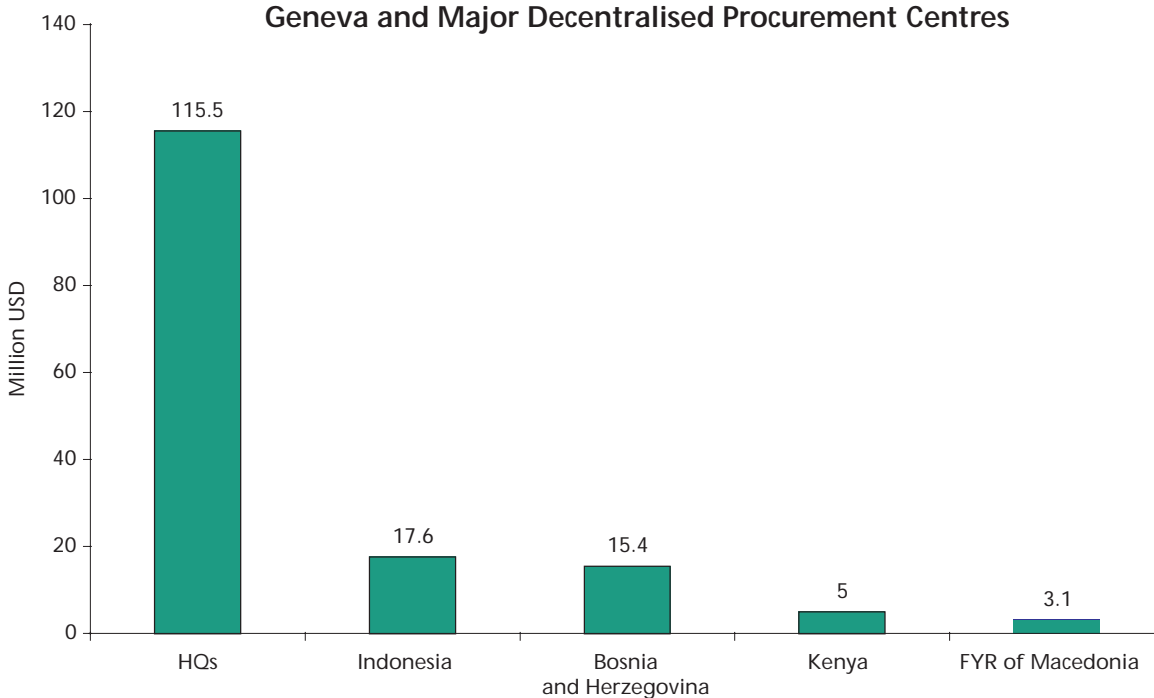 Geneva and Major Decentralised Procurement Centres
140
120
100
80
60
40
20
0
Million USD
115.5
17.6
15.4
5
3.1
HQs
Indonesia
Bosnia
and Herzegovina
Kenya
FYR of Macedonia